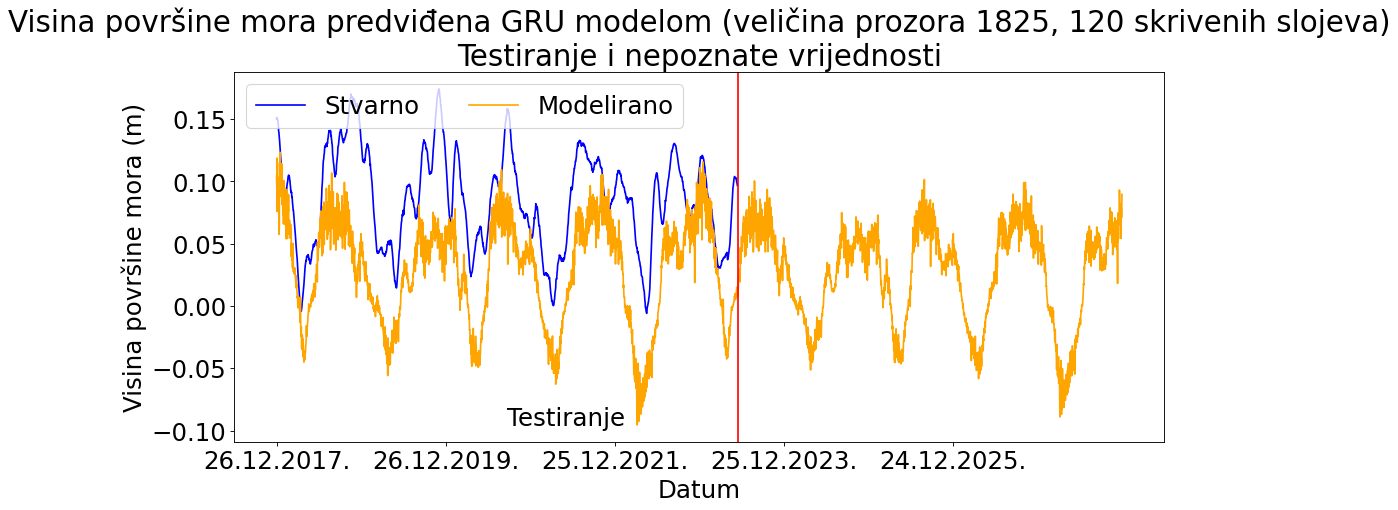 Visina površine mora predviđena GRU modelom (veličina prozora 1825, 120 skrivenih slojeva)
Testiranje i nepoznate vrijednosti
Stvarno
Modelirano
Visina površine mora (m)
0.15
0.10
0.05
0.00
−0.05
−0.10
Testiranje
26.12.2017.
26.12.2019.
25.12.2021.
25.12.2023.
24.12.2025.
Datum